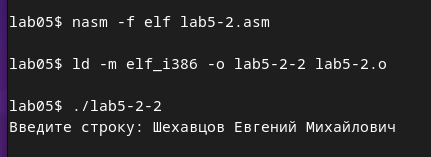 lab05$ nasm -f elf lab5-2.asm
lab05$ ld -m elf_i386 -o lab5-2-2 lab5-2.o
lab05$ ./lab5-2-2
Введите строку: Шехавцов Евгений Михайлович